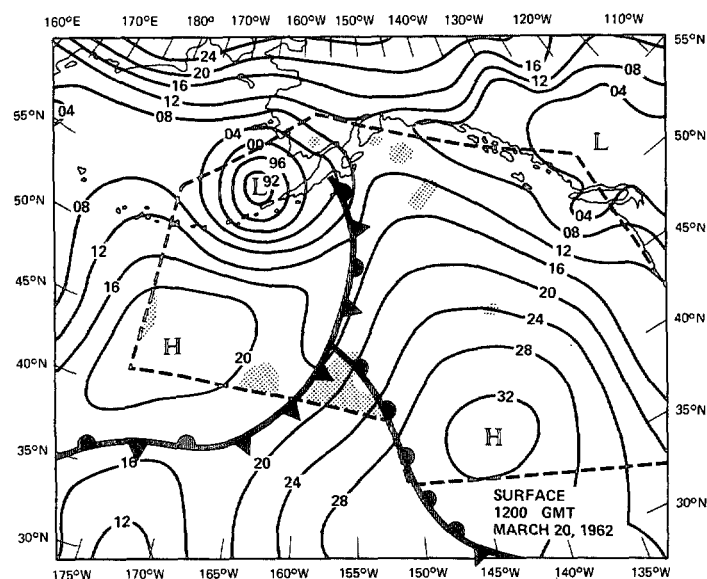 160°E 170° 180° 170°W 160°W 150°W 140°W 130°W 120°W 110°W
55°N
24
20
16
12
08
16
12
08
04
55°N
04
04
00
96
L 92
L
50°N
50°N
08
12
16
04
08
12
16
20
24
28
32
45°N
45°N
40°N
H
20
40°N
H
35°N
35°N
16
12
20
24
28
30°N
30°N
SURFACE
1200 GMT
MARCH 20, 1962
175°W 170°W 165°W 160°W 155°W 150°W 145°W 140°W 135°W